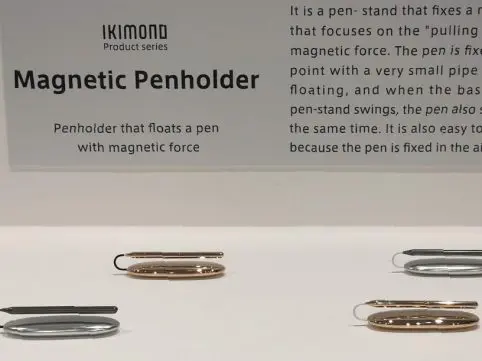 IKIMONO
Product series
Magnetic Penholder
Penholder that floats a pen
with magnetic force
It is a pen- stand that fixes a
that focuses on the "pulling
magnetic force. The pen is
point with a very small pipe
floating, and when the
pen-stand swings, the pen also
the same time. It is also easy
because the pen is fixed in the